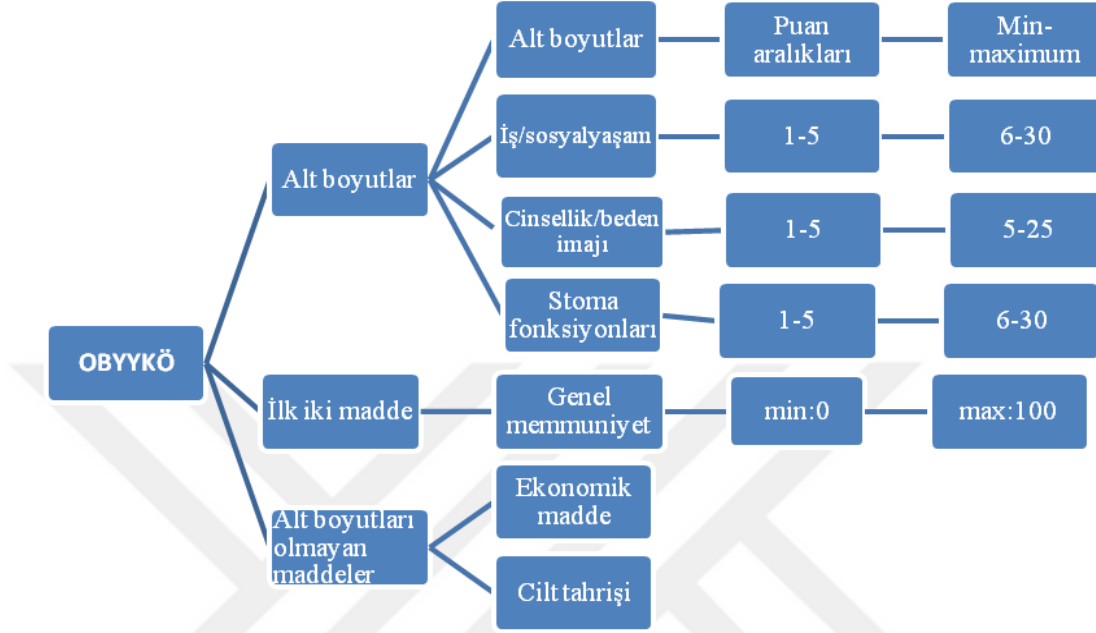 Alt boyutlar
Puan
aralıkları
Min-
maximum
İş/sosyalyaşam
1-5
6-30
Alt boyutlar
Cinsellik/beden
imajı
1-5
5-25
Stoma
fonksiyonları
1-5
6-30
OBYYKÖ
İlk iki madde
Genel
memmuniyet
min:0
max:100
Alt boyutları
olmayan
maddeler
Ekonomik
madde
Cilt tahrişi